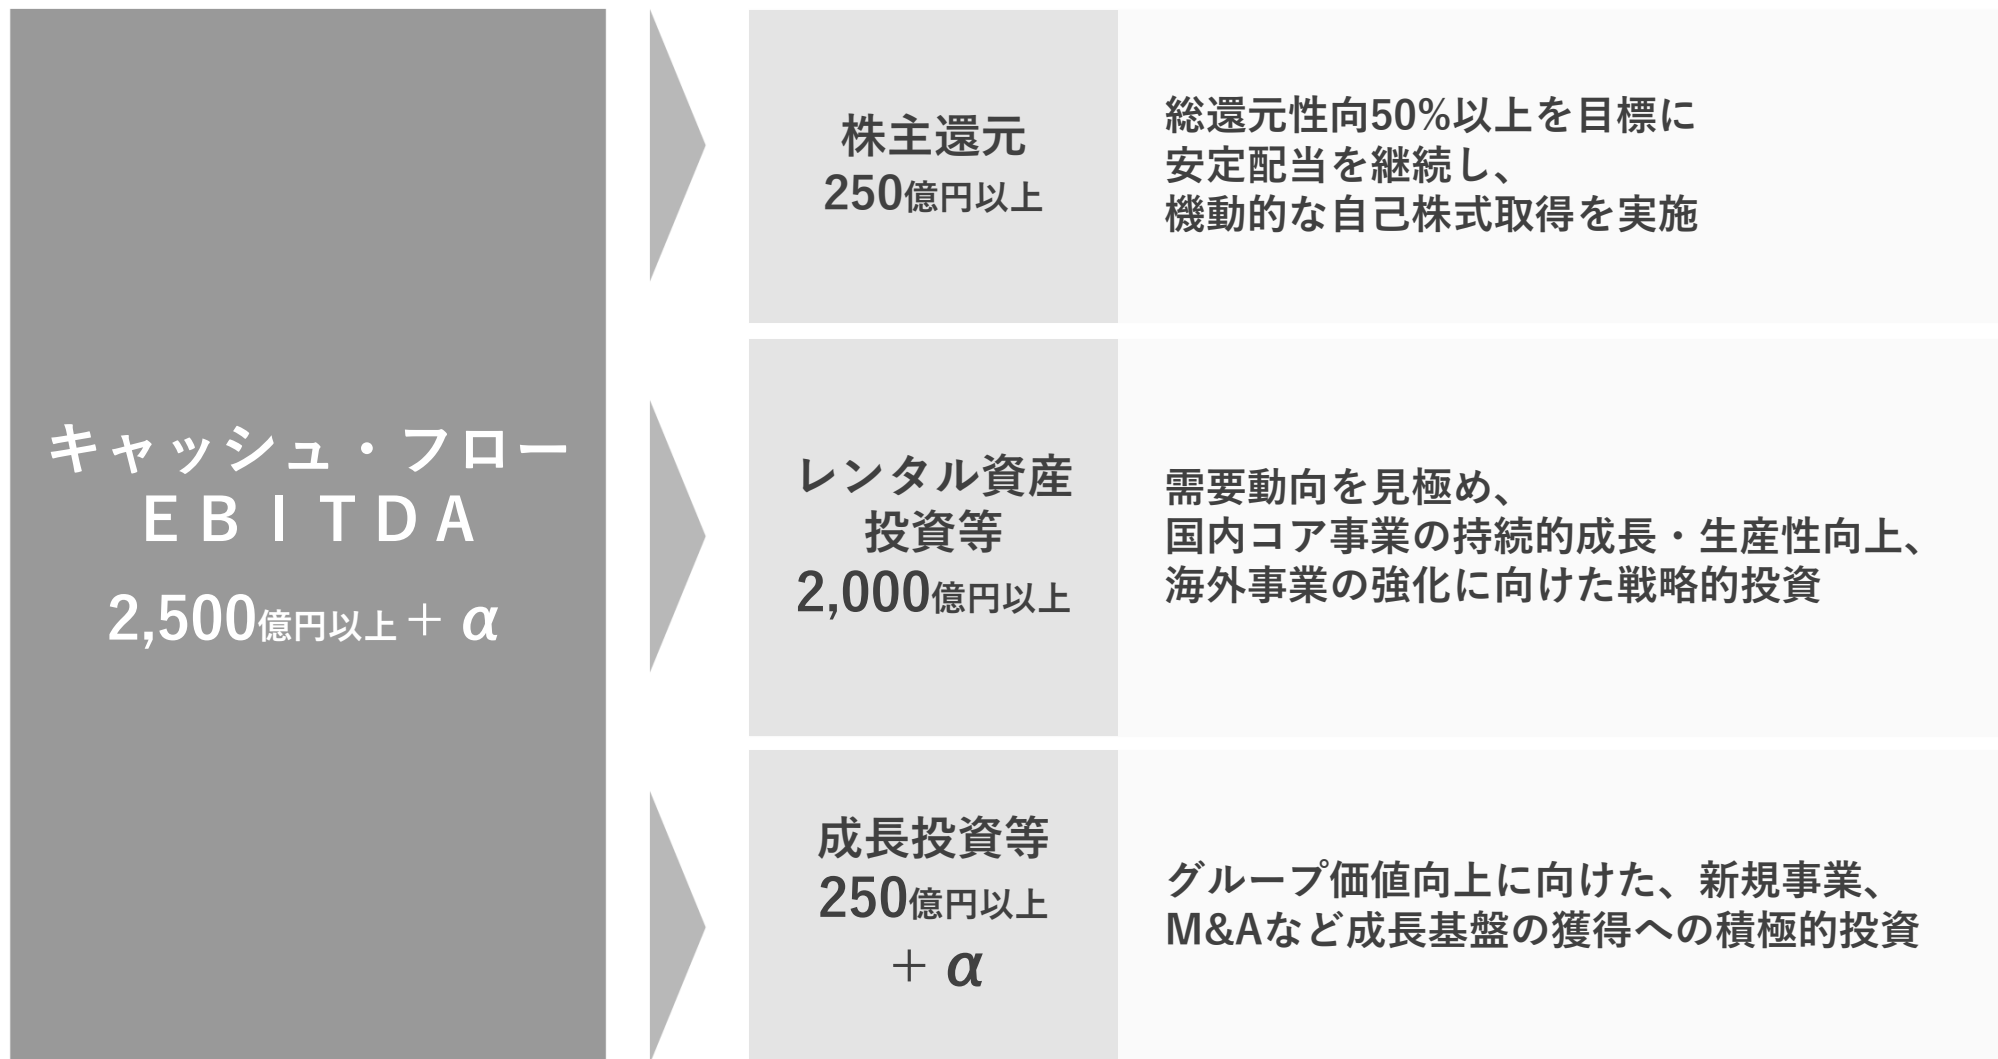 キャッシュ・フロー
ＥＢＩＴＤＡ
2,500億円以上＋α
株主還元
250億円以上
総還元性向50%以上を目標に
安定配当を継続し、
機動的な自己株式取得を実施
レンタル資産
投資等
2,000億円以上
需要動向を見極め、
国内コア事業の持続的成長・生産性向上、
海外事業の強化に向けた戦略的投資
成長投資等
250億円以上
＋α
グループ価値向上に向けた、新規事業、
M&Aなど成長基盤の獲得への積極的投資